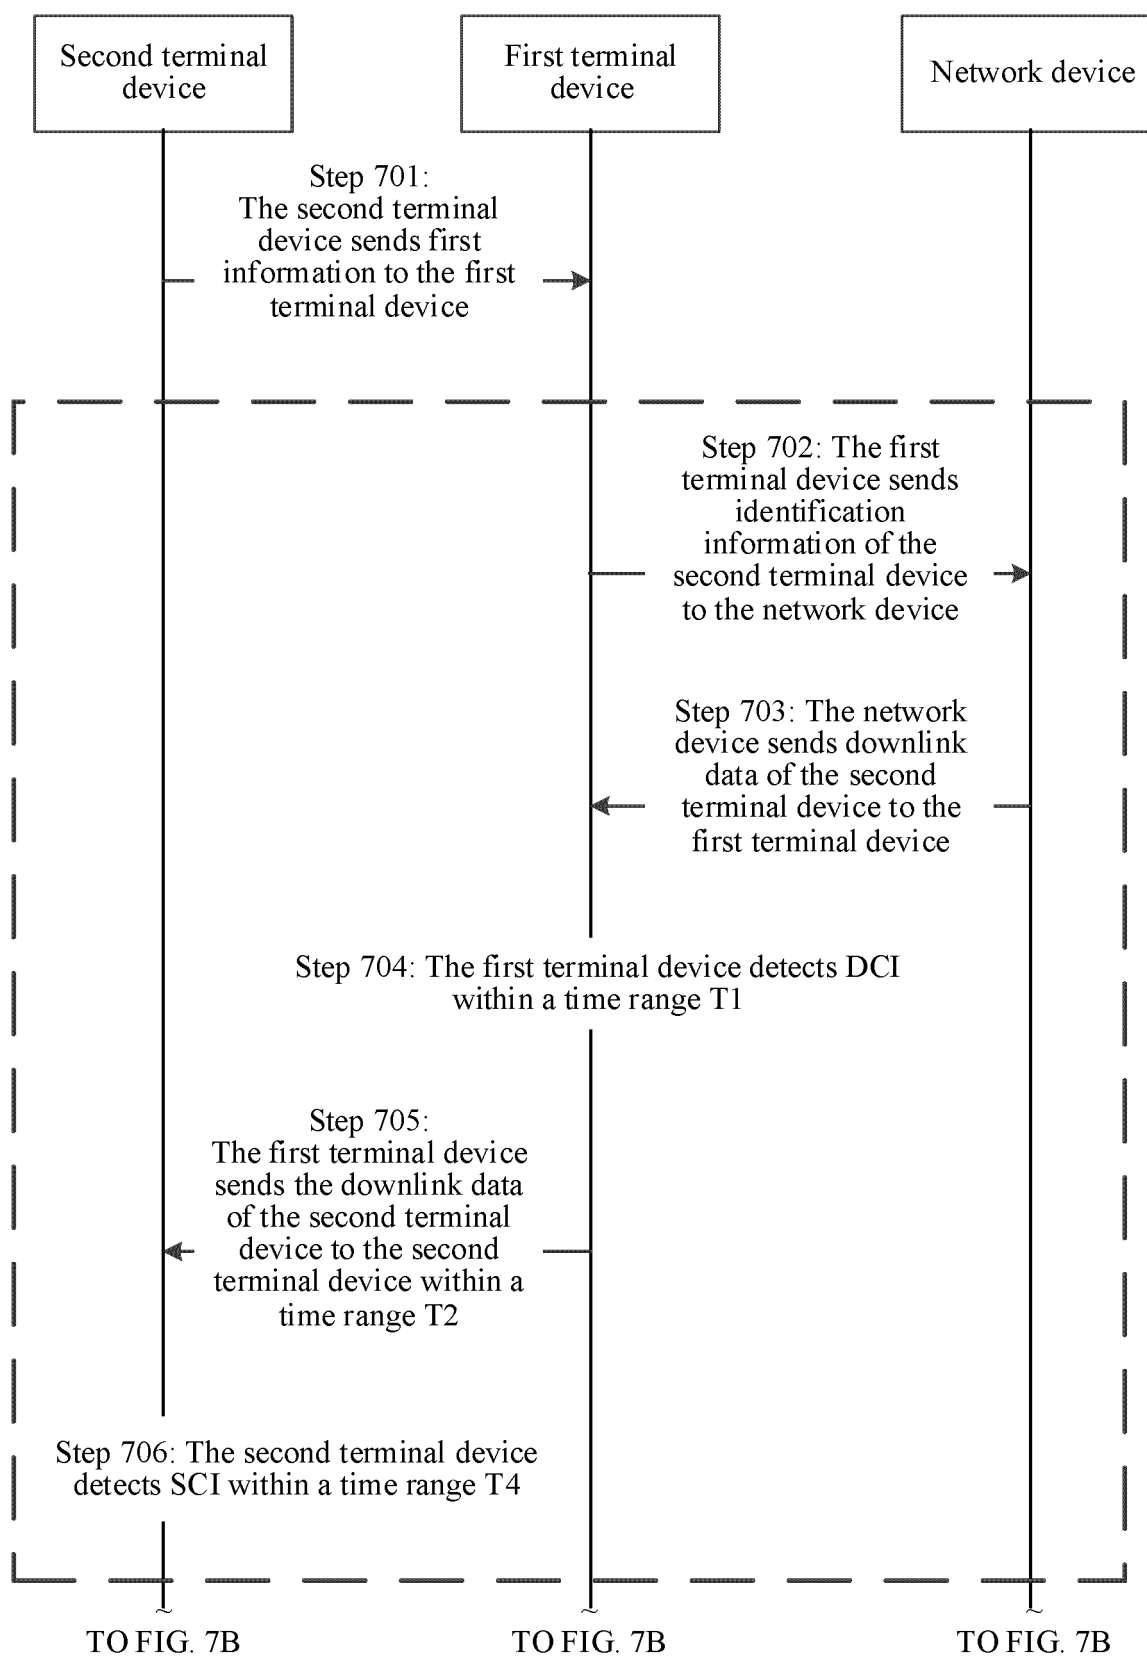 Second terminal
device
First terminal
device
Network device
Step 701:
The second terminal
device sends first
information to the first
terminal device
Step 702: The first
terminal device sends
identification
information of the
second terminal device
to the network device
Step 703: The network
device sends downlink
data of the second
terminal device to the
first terminal device
Step 704: The first terminal device detects DCI
within a time range T1
Step 705:
The first terminal device
sends the downlink data
of the second terminal
device to the second
terminal device within a
time range T2
Step 706: The second terminal device
detects SCI within a time range T4
~
~
~
TO FIG. 7B
TO FIG. 7B
TO FIG. 7B